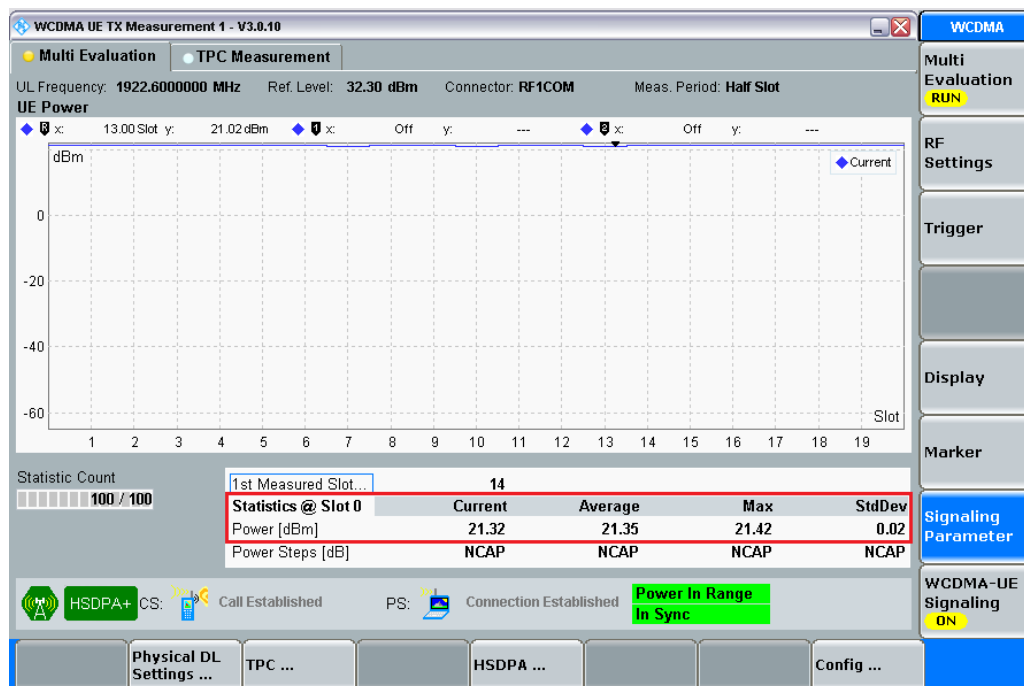 WCDMA UE TX Measurement 1 - V3.0.10
WCDMA
Multi Evaluation TPC Measurement
Multi Evaluation RUN
UL Frequency: 1922.6000000 MHz Ref. Level: 32.30 dBm Connector: RF1COM Meas. Period: Half Slot
UE Power
R x: 13.00 Slot y: 21.02 dBm 1 x: Off y: --- 2 x: Off y: ---
dBm
Current
RF Settings
0
Trigger
-20
-40
Display
-60
Slot
1 2 3 4 5 6 7 8 9 10 11 12 13 14 15 16 17 18 19
Marker
Statistic Count
100 / 100
1st Measured Slot... 14
Statistics @ Slot 0 Current Average Max StdDev
Power [dBm] 21.32 21.35 21.42 0.02
Power Steps [dB] NCAP NCAP NCAP NCAP
Signaling Parameter
HSDPA+ CS: Call Established PS: Connection Established
Power In Range
In Sync
WCDMA-UE Signaling ON
Physical DL Settings ...
TPC ...
HSDPA ...
Config ...